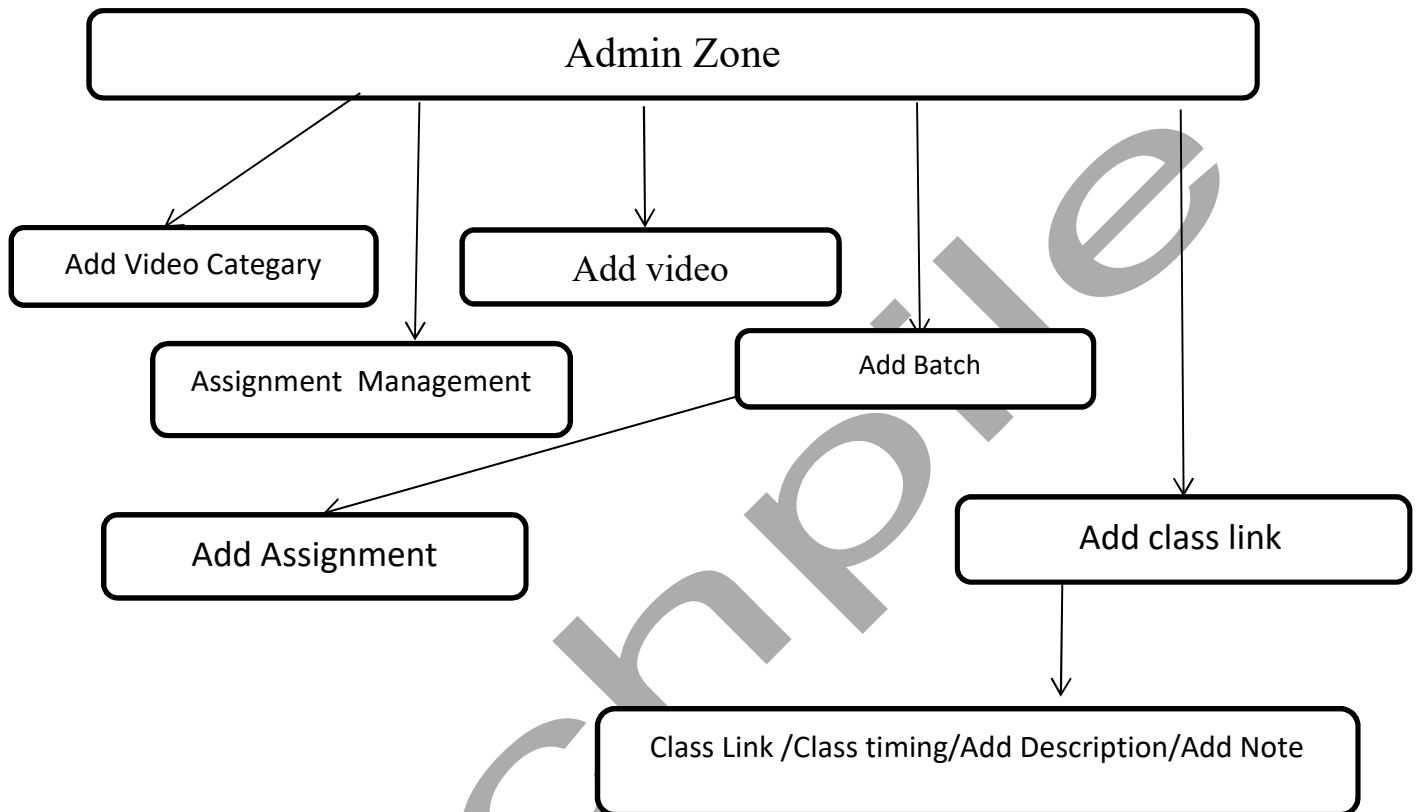 Admin Zone
Add Video Categary
Add video
Assignment Management
Add Batch
Add Assignment
Add class link
Class Link /Class timing/Add Description/Add Note
chpile